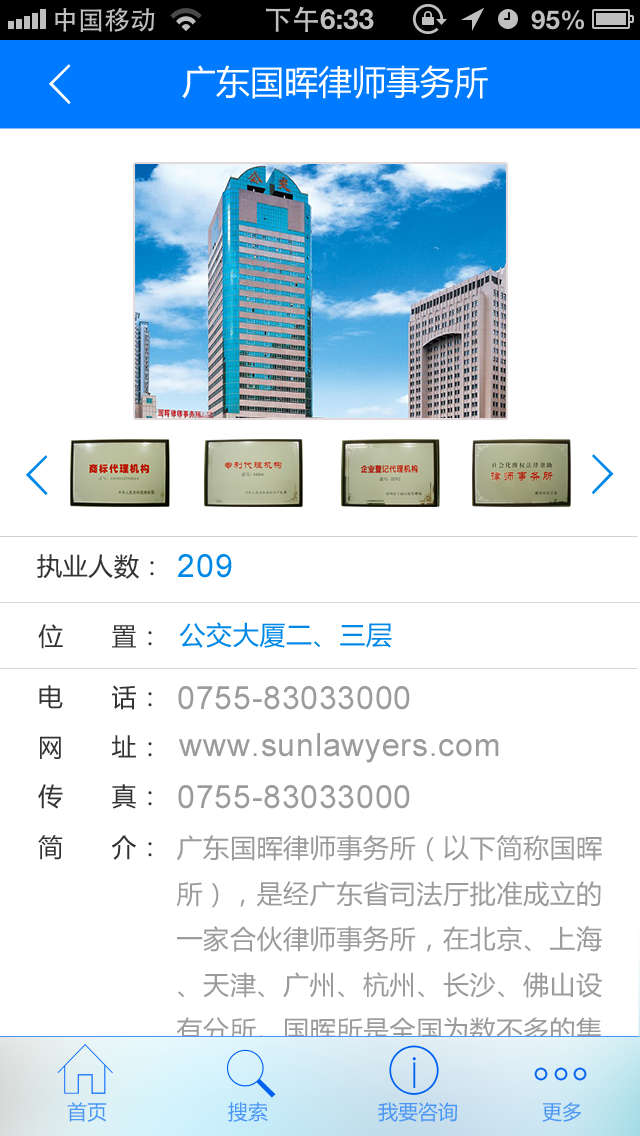 中国移动 下午6:33 95%
广东国晖律师事务所
公交
国晖律师事务所
商标代理机构
专利代理机构
企业登记代理机构
社会化维权法律援助
律师事务所
执业人数： 209
位 置： 公交大厦二、三层
电 话： 0755-83033000
网 址： www.sunlawyers.com
传 真： 0755-83033000
简 介： 广东国晖律师事务所（以下简称国晖
所），是经广东省司法厅批准成立的
一家合伙律师事务所，在北京、上海
、天津、广州、杭州、长沙、佛山设
有分所。国晖所是全国为数不多的集
首页 搜索 我要咨询 更多